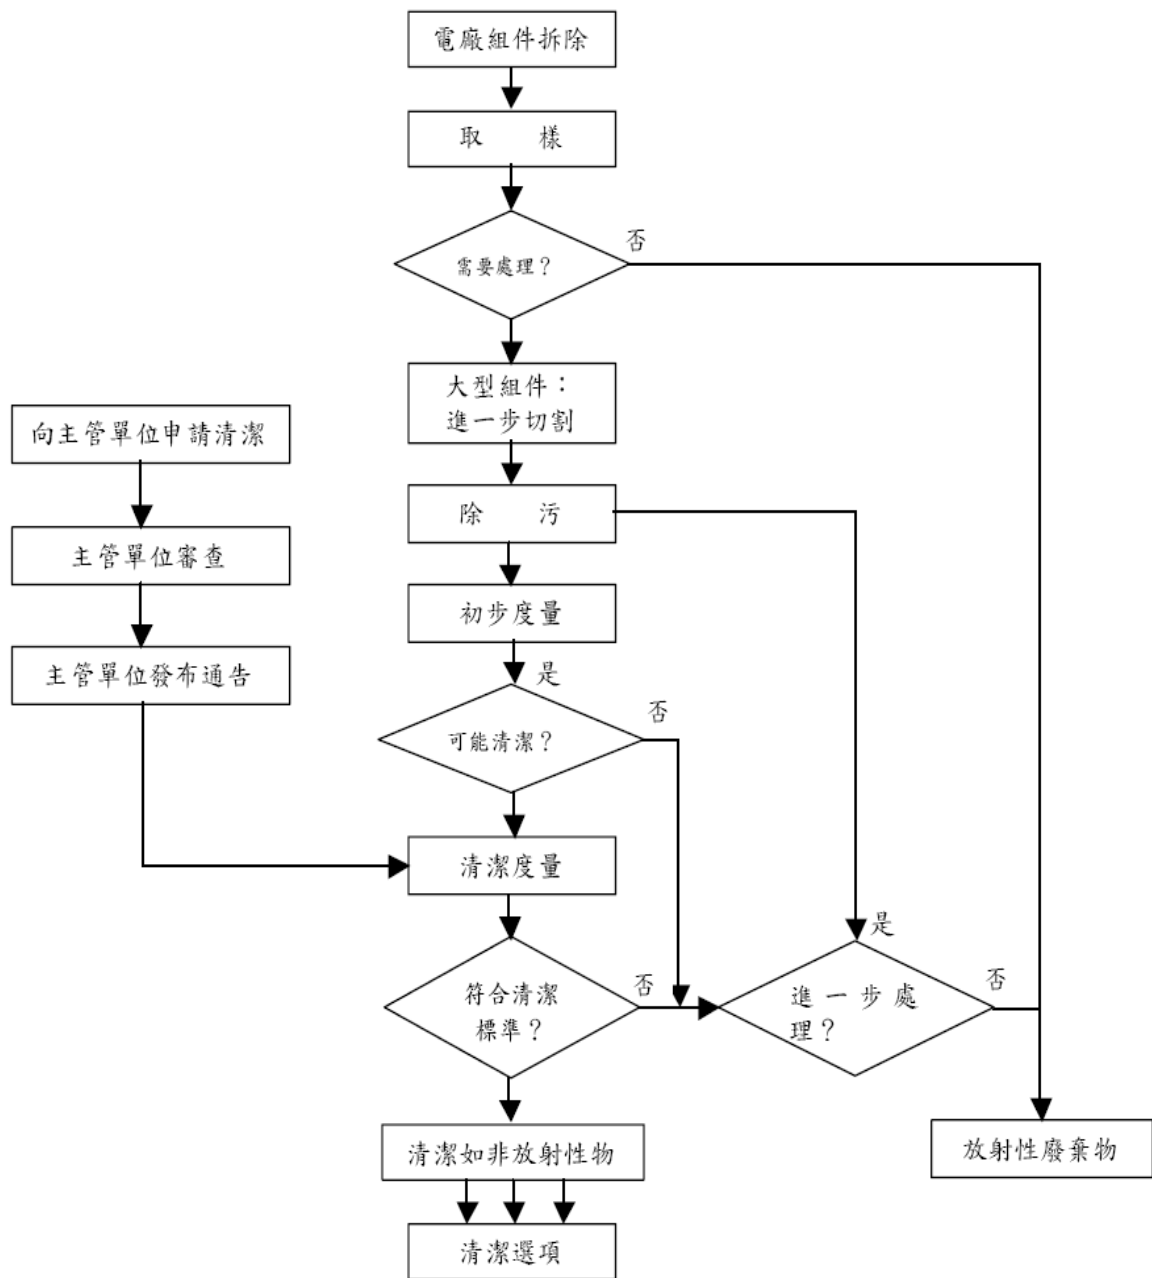 電廠組件拆除
取 樣
否
需要處理？
大型組件：
進一步切割
向主管單位申請清潔
除 污
主管單位審查
初步度量
主管單位發布通告
是
否
可能清潔？
清潔度量
是
否
符合清潔
標準？
否
進一步處
理？
清潔如非放射性物
放射性廢棄物
清潔選項